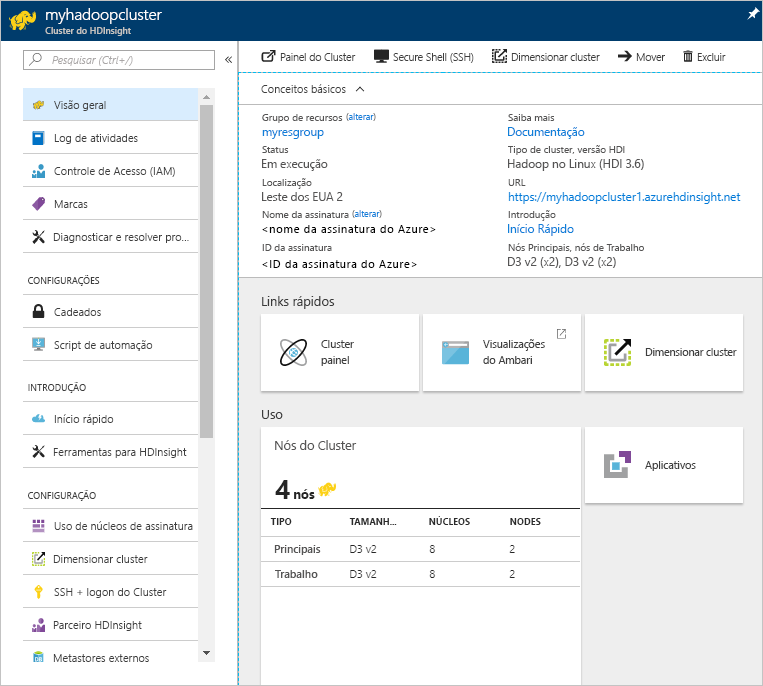 myhadoopcluster
Cluster do HDInsight
Pesquisar (Ctrl+/)
«
Painel do Cluster
Secure Shell (SSH)
Dimensionar cluster
Mover
Excluir
Visão geral
Log de atividades
Controle de Acesso (IAM)
Marcas
Diagnosticar e resolver pro...
CONFIGURAÇÕES
Cadeados
Script de automação
INTRODUÇÃO
Início rápido
Ferramentas para HDInsight
CONFIGURAÇÃO
Uso de núcleos de assinatura
Dimensionar cluster
SSH + logon do Cluster
Parceiro HDInsight
Metastores externos
Conceitos básicos
Grupo de recursos (alterar)
myresgroup
Status
Em execução
Localização
Leste dos EUA 2
Nome da assinatura (alterar)
<nome da assinatura do Azure>
ID da assinatura
<ID da assinatura do Azure>
Saiba mais
Documentação
Tipo de cluster, versão HDI
Hadoop no Linux (HDI 3.6)
URL
https://myhadoopcluster1.azurehdinsight.net
Introdução
Início Rápido
Nós Principais, nós de Trabalho
D3 v2 (x2), D3 v2 (x2)
Links rápidos
Cluster
painel
Visualizações
do Ambari
Dimensionar cluster
Uso
Nós do Cluster
4 nós
TIPO TAMANH... NÚCLEOS NODES
Principais D3 v2 8 2
Trabalho D3 v2 8 2
Aplicativos